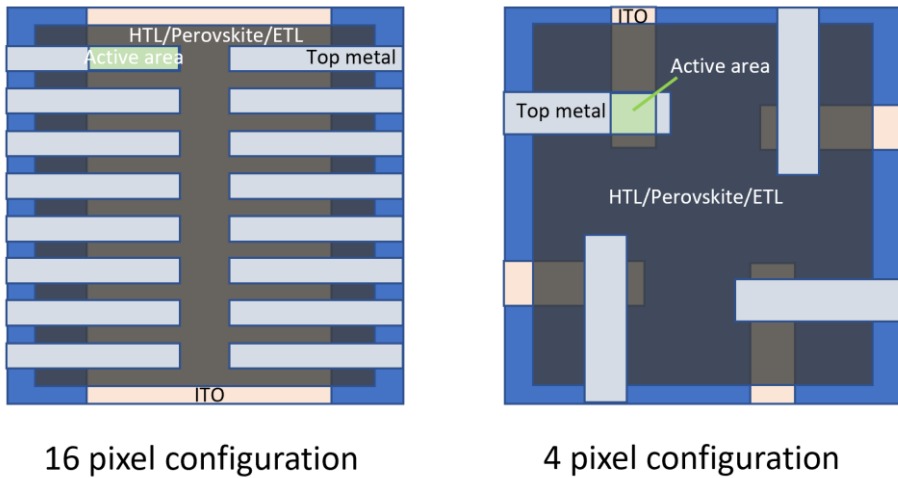 HTL/Perovskite/ETL
Active area
Top metal
ITO
16 pixel configuration
ITO
Active area
Top metal
HTL/Perovskite/ETL
4 pixel configuration